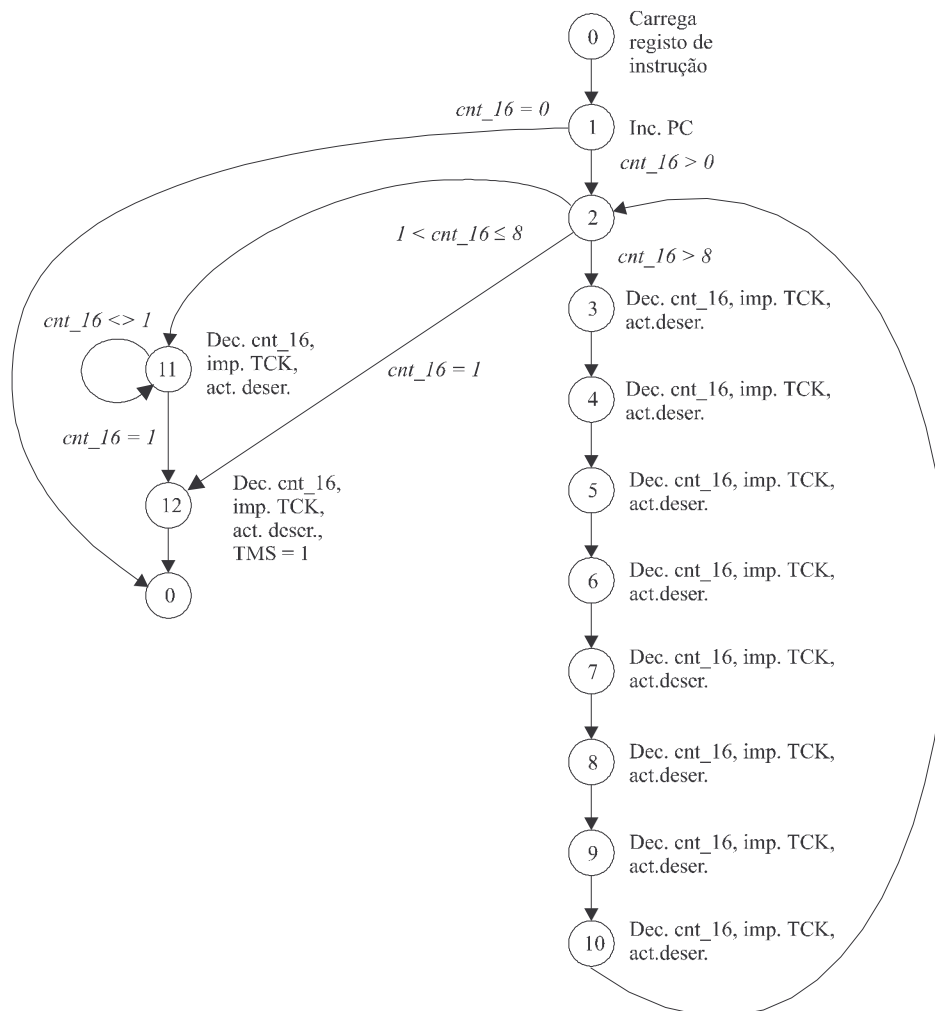 0
Carrega
registo de
instrução
cnt_16 = 0
1
Inc. PC
cnt_16 > 0
2
1 < cnt_16 ≤ 8
cnt_16 > 8
3
Dec. cnt_16, imp. TCK,
act.deser.
cnt_16 <> 1
11
Dec. cnt_16,
imp. TCK,
act. deser.
cnt_16 = 1
4
Dec. cnt_16, imp. TCK,
act.deser.
cnt_16 = 1
12
Dec. cnt_16,
imp. TCK,
act. deser.,
TMS = 1
5
Dec. cnt_16, imp. TCK,
act.deser.
0
6
Dec. cnt_16, imp. TCK,
act.deser.
7
Dec. cnt_16, imp. TCK,
act.deser.
8
Dec. cnt_16, imp. TCK,
act.deser.
9
Dec. cnt_16, imp. TCK,
act.deser.
10
Dec. cnt_16, imp. TCK,
act.deser.